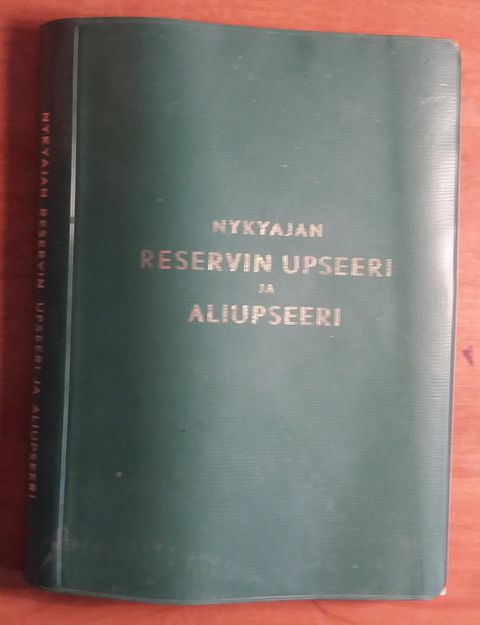 NYKYAJAN
RESERVIN UPSEERI
JA
ALIUPSEERI
NYKYAJAN RESERVIN UPSEERI JA ALIUPSEERI